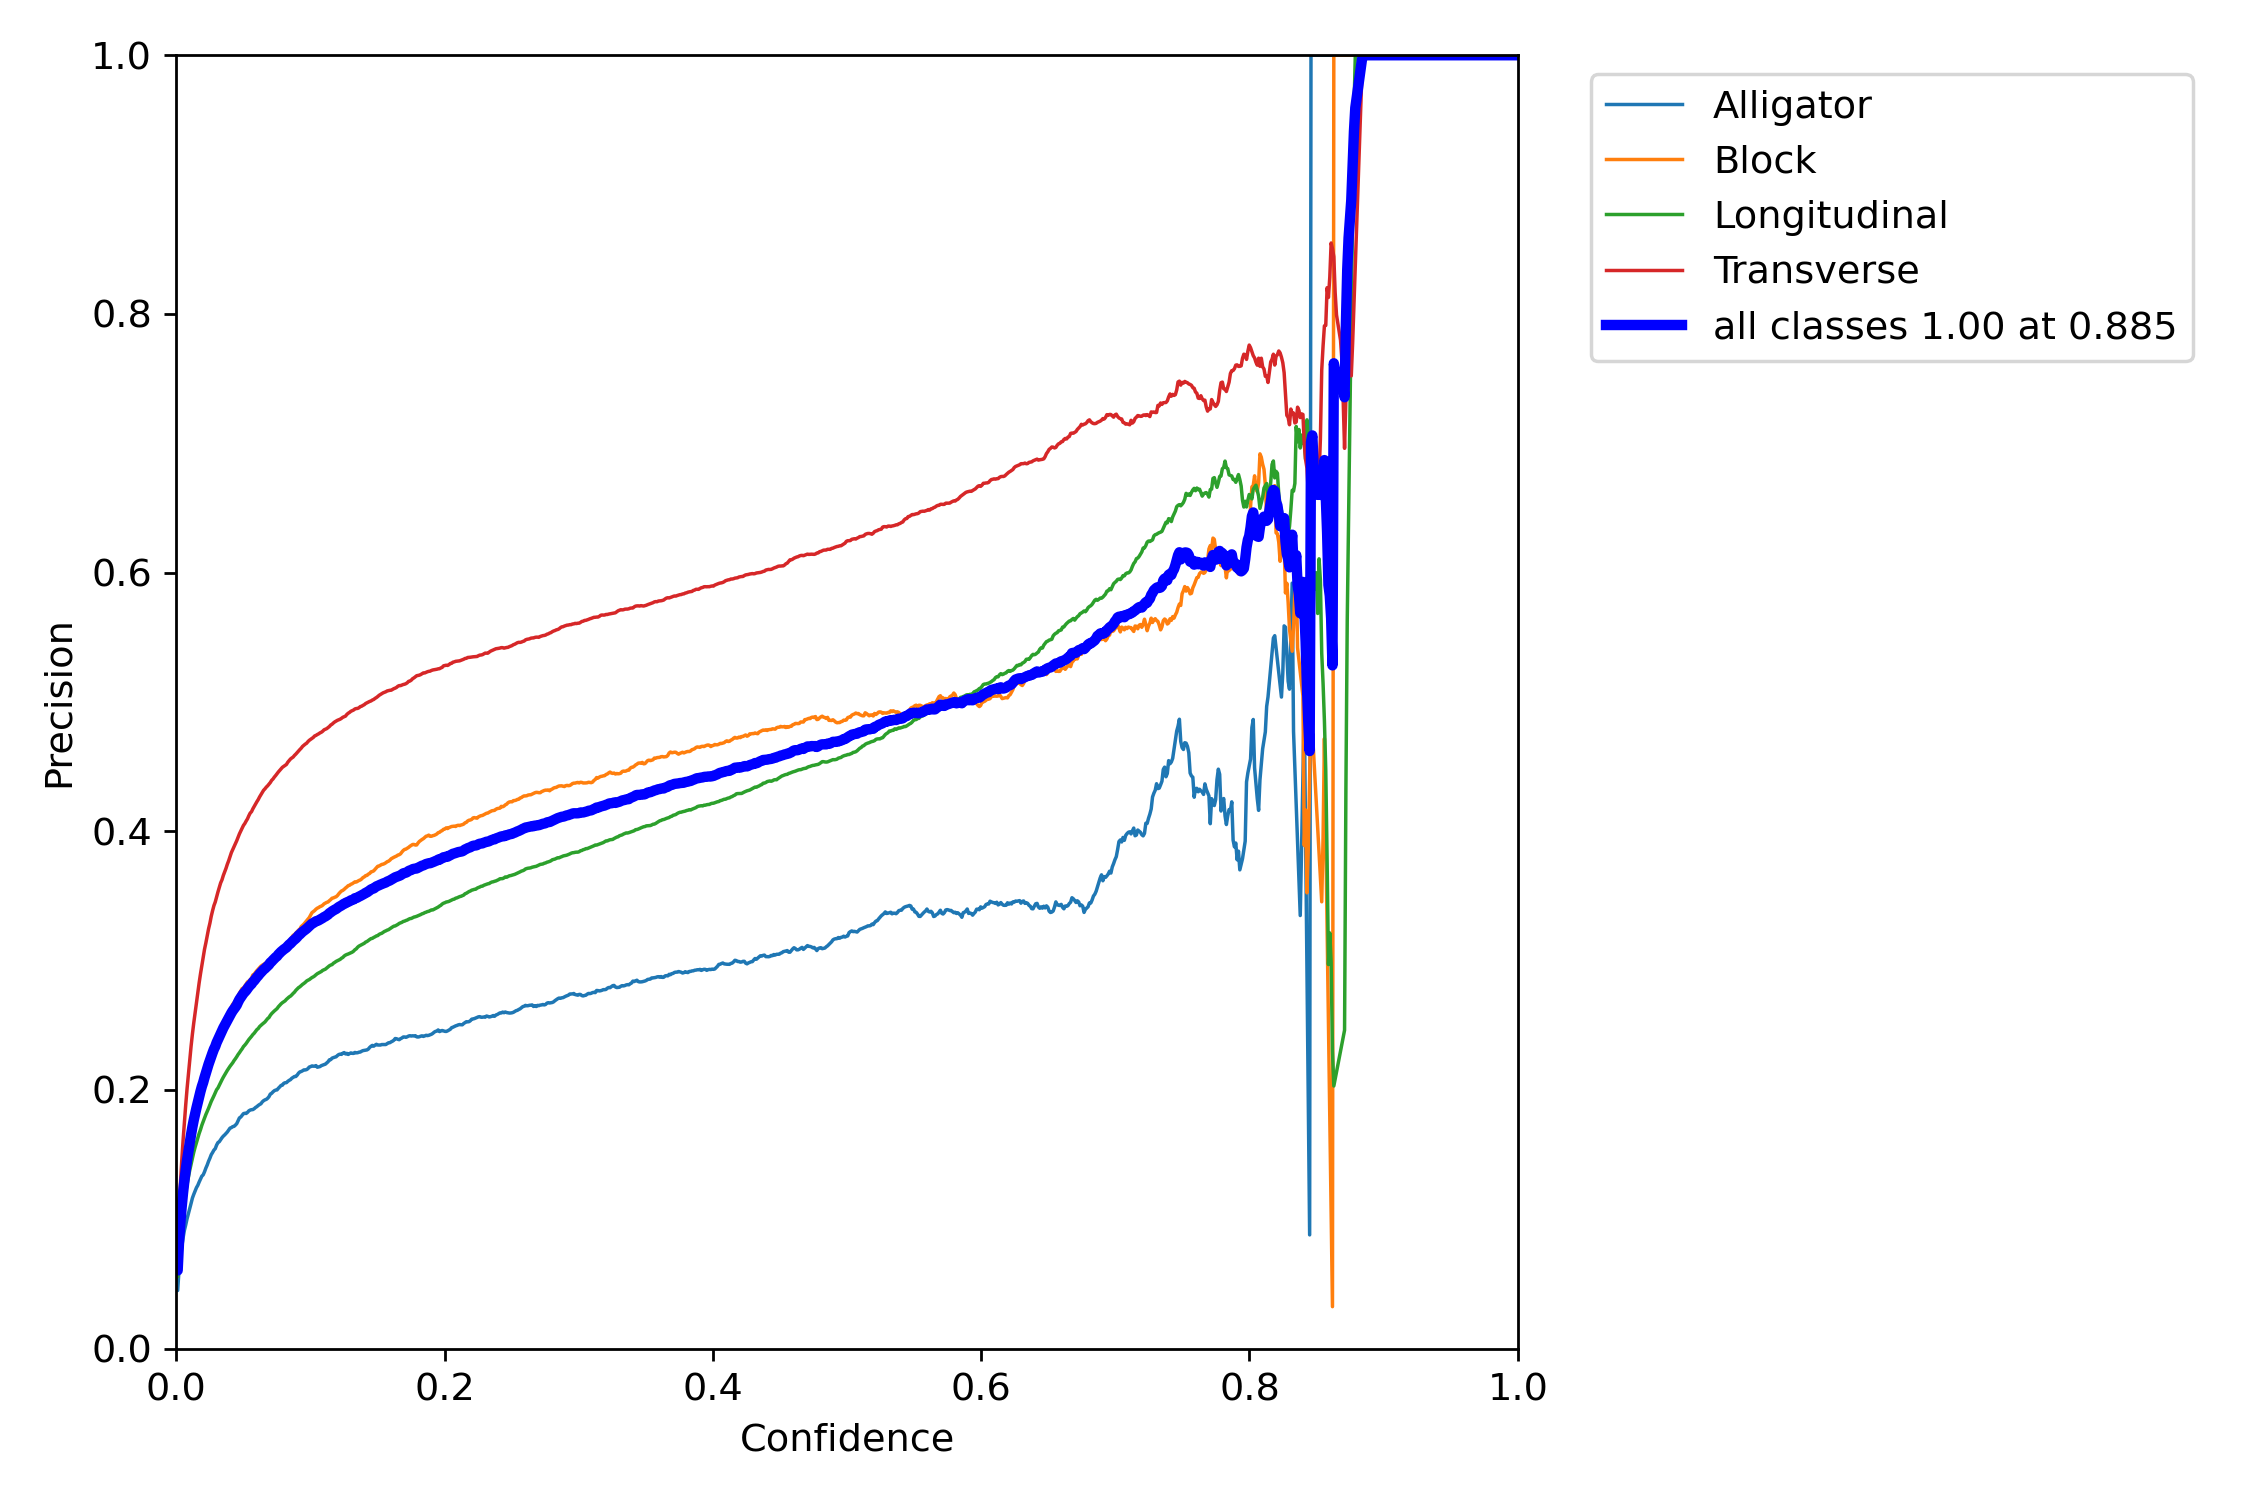 1.0
0.8
0.6
0.4
0.2
0.0
Precision
0.0 0.2 0.4 0.6 0.8 1.0
Confidence
Alligator
Block
Longitudinal
Transverse
all classes 1.00 at 0.885